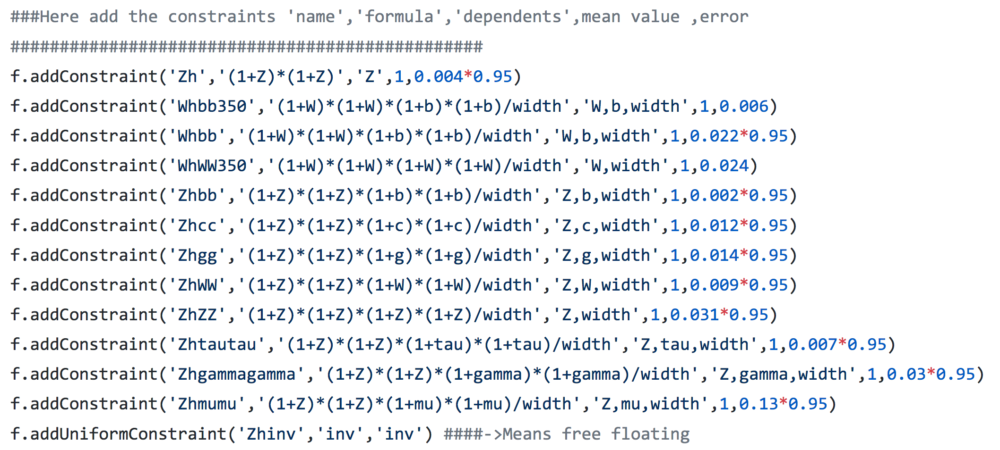 ###Here add the constraints 'name','formula','dependents',mean value ,error
################################################
f.addConstraint('Zh','(1+Z)*(1+Z)','Z',1,0.004*0.95)
f.addConstraint('Whbb350','(1+W)*(1+W)*(1+b)*(1+b)/width','W,b,width',1,0.006)
f.addConstraint('Whbb','(1+W)*(1+W)*(1+b)*(1+b)/width','W,b,width',1,0.022*0.95)
f.addConstraint('WhWW350','(1+W)*(1+W)*(1+W)*(1+W)/width','W,width',1,0.024)
f.addConstraint('Zhbb','(1+Z)*(1+Z)*(1+b)*(1+b)/width','Z,b,width',1,0.002*0.95)
f.addConstraint('Zhcc','(1+Z)*(1+Z)*(1+c)*(1+c)/width','Z,c,width',1,0.012*0.95)
f.addConstraint('Zhgg','(1+Z)*(1+Z)*(1+g)*(1+g)/width','Z,g,width',1,0.014*0.95)
f.addConstraint('ZhWW','(1+Z)*(1+Z)*(1+W)*(1+W)/width','Z,W,width',1,0.009*0.95)
f.addConstraint('ZhZZ','(1+Z)*(1+Z)*(1+Z)*(1+Z)/width','Z,width',1,0.031*0.95)
f.addConstraint('Zhtautau','(1+Z)*(1+Z)*(1+tau)*(1+tau)/width','Z,tau,width',1,0.007*0.95)
f.addConstraint('Zhgammagamma','(1+Z)*(1+Z)*(1+gamma)*(1+gamma)/width','Z,gamma,width',1,0.03*0.95)
f.addConstraint('Zhmumu','(1+Z)*(1+Z)*(1+mu)*(1+mu)/width','Z,mu,width',1,0.13*0.95)
f.addUniformConstraint('Zhinv','inv','inv') ####->Means free floating